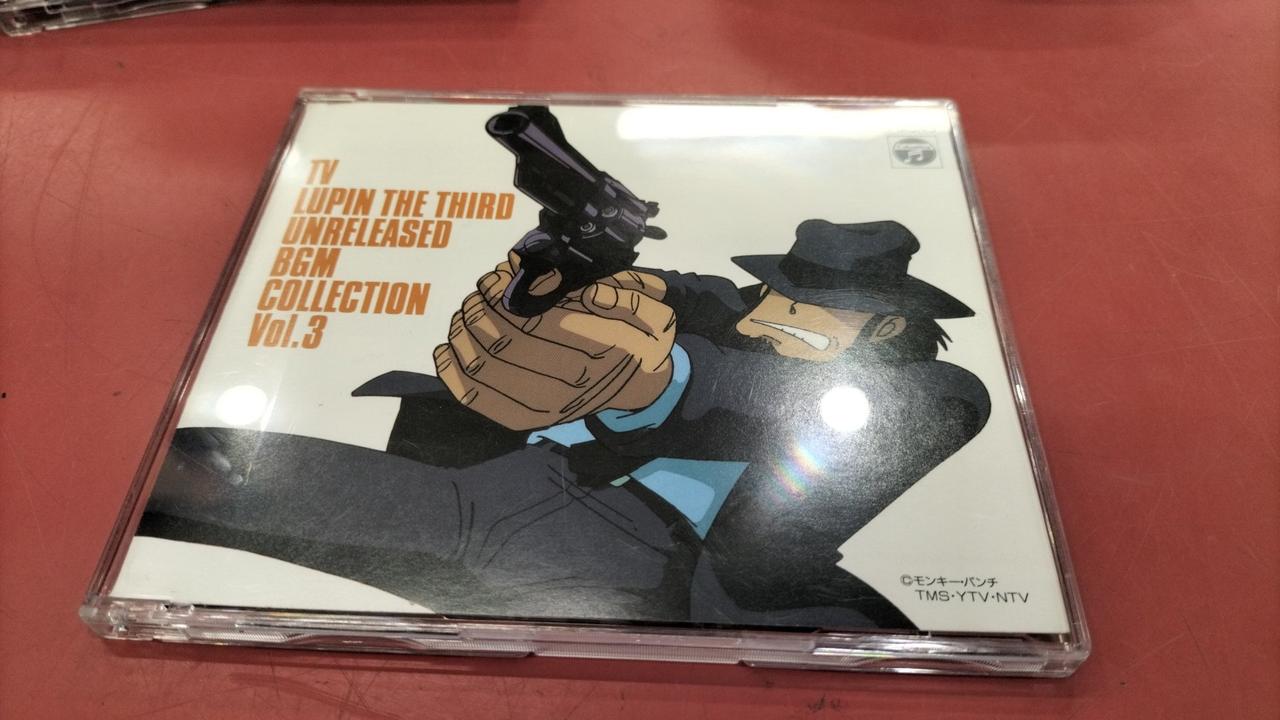 TV
LUPIN THE THIRD
UNRELEASED
BGM
COLLECTION
Vol.3
©モンキー・パンチ
TMS・YTV・NTV